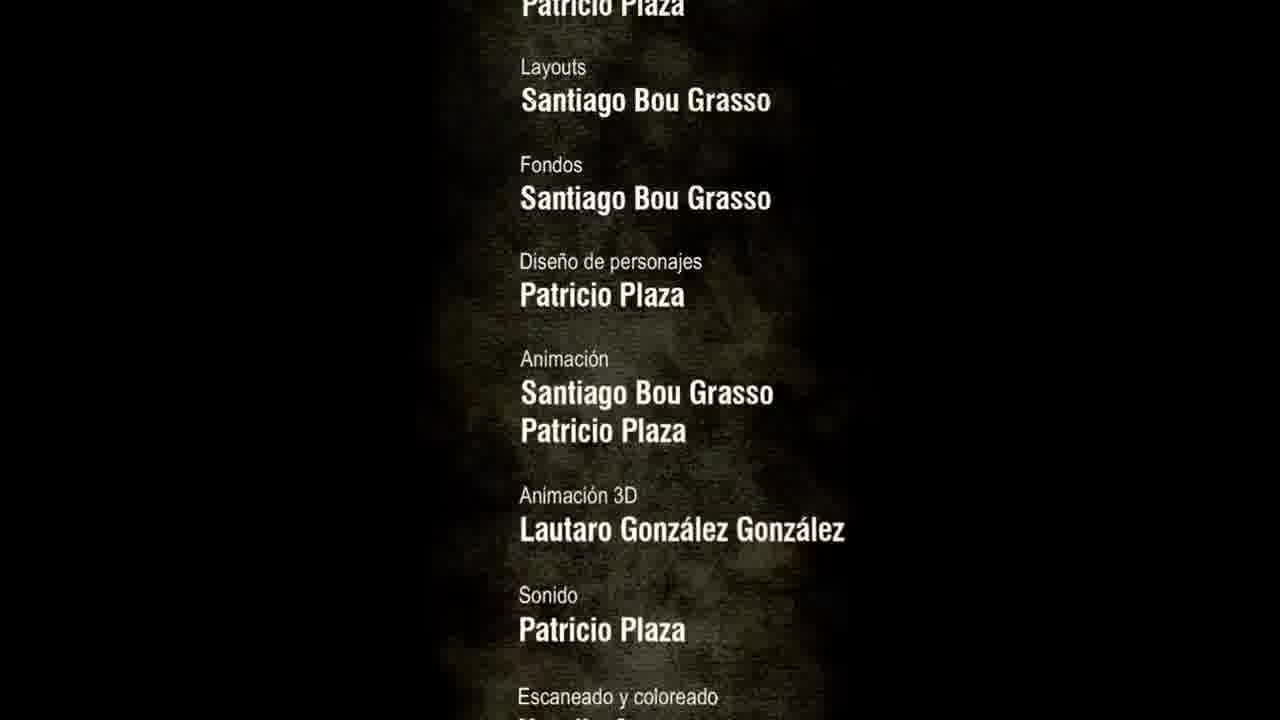 Patricio Plaza
Layouts
Santiago Bou Grasso
Fondos
Santiago Bou Grasso
Diseño de personajes
Patricio Plaza
Animación
Santiago Bou Grasso
Patricio Plaza
Animación 3D
Lautaro González González
Sonido
Patricio Plaza
Escaneado y coloreado